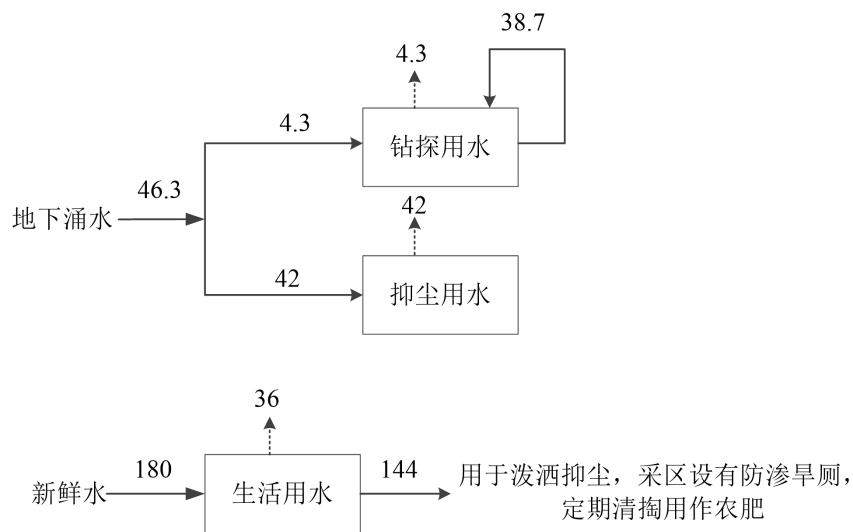 38.7
4.3
4.3
钻探用水
46.3
地下涌水
42
42
抑尘用水
36
180
144
新鲜水
生活用水
用于泼洒抑尘，采区设有防渗旱厕，
定期清掏用作农肥